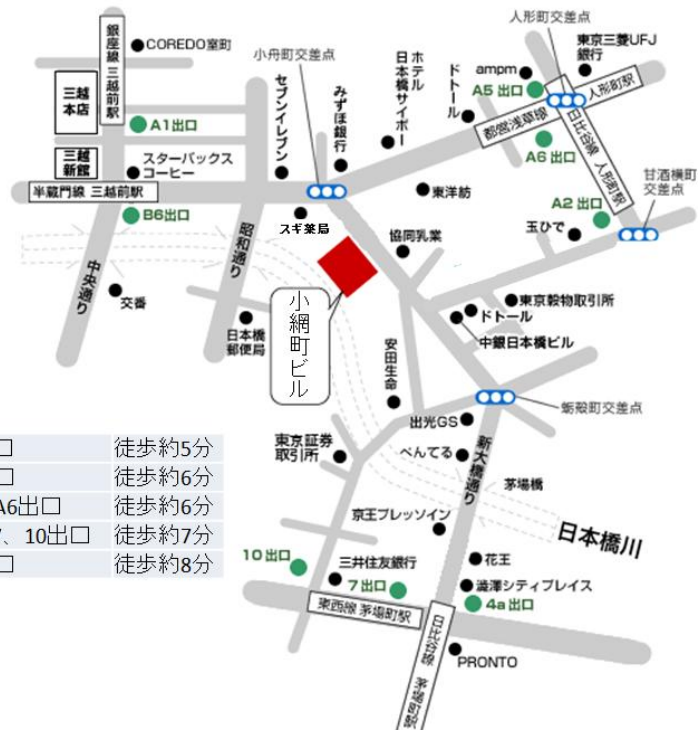 人形町交差点
銀座線 三越前駅
COREDO室町
小舟町交差点
ホテル
日本橋サイボー
ドトール
ampm
東京三菱UFJ
銀行
三越
本店
セブンイレブン
みずほ銀行
A5 出口
人形町駅
A1出口
都営浅草線
日比谷線 人形町駅
A6 出口
三越
新館
スターバックス
コーヒー
甘酒横町
交差点
半蔵門線 三越前駅
東洋紡
A2 出口
B6出口
スギ薬局
協同乳業
玉ひで
昭和通り
中央通り
交番
小網町ビル
東京穀物取引所
ドトール
日本橋
郵便局
中銀日本橋ビル
安田生命
蛎殻町交差点
出光GS
口
徒歩約5分
口
徒歩約6分
A6出口
徒歩約6分
、10出口
徒歩約7分
口
徒歩約8分
東京証券
取引所
ぺんてる
新大橋通り
茅場橋
京王プレッソイン
日本橋川
10 出口
三井住友銀行
花王
7 出口
澁澤シティプレイス
東西線 茅場町駅
4a 出口
日比谷線 茅場町駅
PRONTO